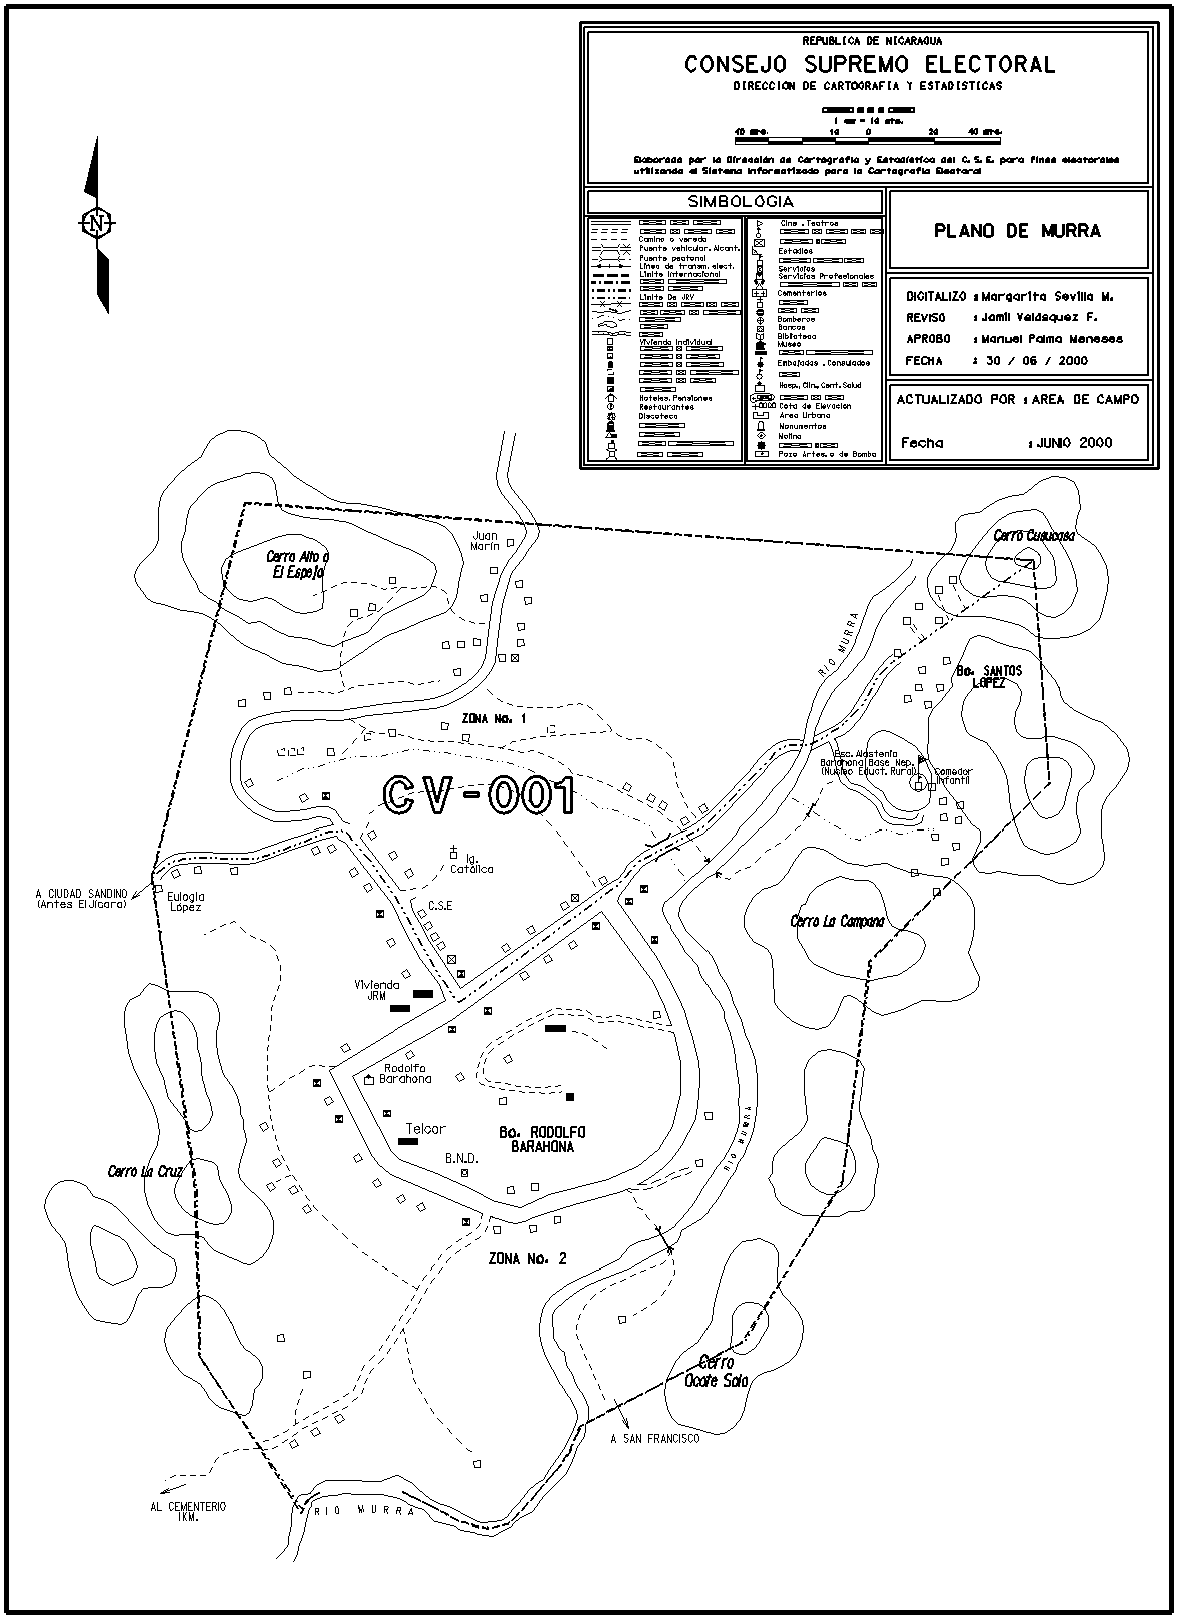 REPUBLICA DE NICARAGUA
CONSEJO SUPREMO ELECTORAL
DIRECCION DE CARTOGRAFIA Y ESTADISTICAS
1 cm = 10 mts.
40 mts. 10 0 20 40 mts.
Elaborado por la Dirección de Cartografía y Estadística del C.S.E. para fines electorales
utilizando el Sistema Informatizado para la Cartografía Electoral
SIMBOLOGIA
Camino o vereda
Puente vehicular. Alcant.
Puente peatonal
Línea de transm. elect.
Limite Internacional
Limite De JRV
Vivienda Individual
Hoteles. Pensiones
Restaurantes
Discoteca
Cine . Teatros
Estadios
Servicios
Servicios Profesionales
Cementerios
Bomberos
Bancos
Biblioteca
Museo
Embajadas . Consulados
Hosp., Clin., Cent. Salud
Cota de Elevacion
Area Urbana
Monumentos
Molino
Pozo Artes. o de Bomba
PLANO DE MURRA
DIGITALIZO : Margarita Sevilla M.
REVISO : Jamil Velásquez F.
APROBO : Manuel Palma Meneses
FECHA : 30 / 06 / 2000
ACTUALIZADO POR : AREA DE CAMPO
Fecha : JUNIO 2000
N
Juan
Marín
Cerro Alto o
El Espejo
Cerro Cusucasa
RIO MURRA
Bo. SANTOS
LOPEZ
ZONA No. 1
Barahona Base Nep.
(Nucleo Educt. Rural)
Comedor
Infantil
CV-001
Ig.
Católica
A CIUDAD SANDINO
(Antes El Jícaro)
Eulogia
López
C.S.E
Cerro La Campana
Vivienda
JRM
Rodolfo
Barahona
Telcor
Bo. RODOLFO
BARAHONA
B.N.D.
RIO MURRA
Cerro La Cruz
ZONA No. 2
Cerro
Ocote Solo
A SAN FRANCISCO
AL CEMENTERIO
1KM.
RIO MURRA